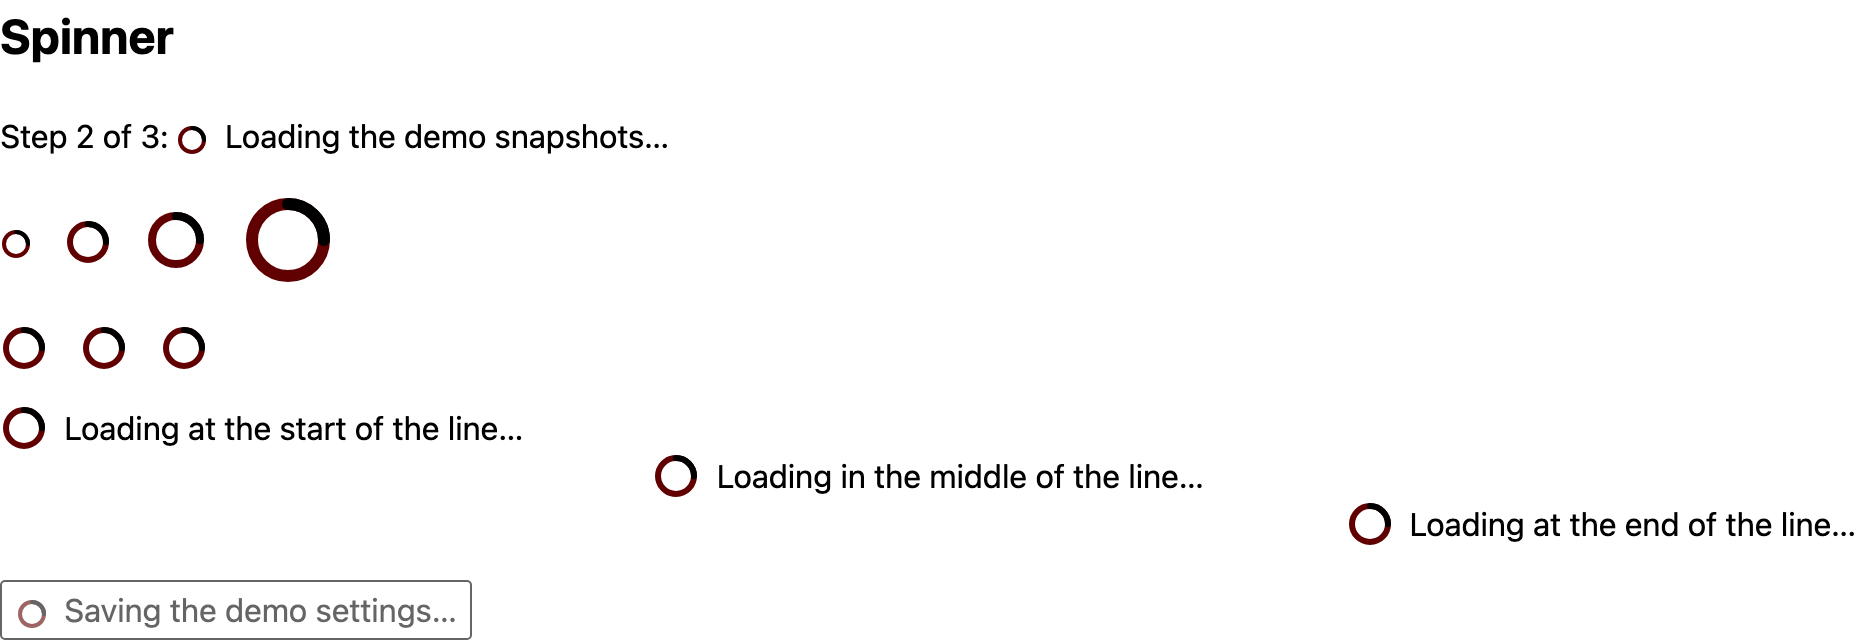 Spinner
Step 2 of 3: Loading the demo snapshots...
Loading at the start of the line...
Loading in the middle of the line...
Loading at the end of the line...
Saving the demo settings...